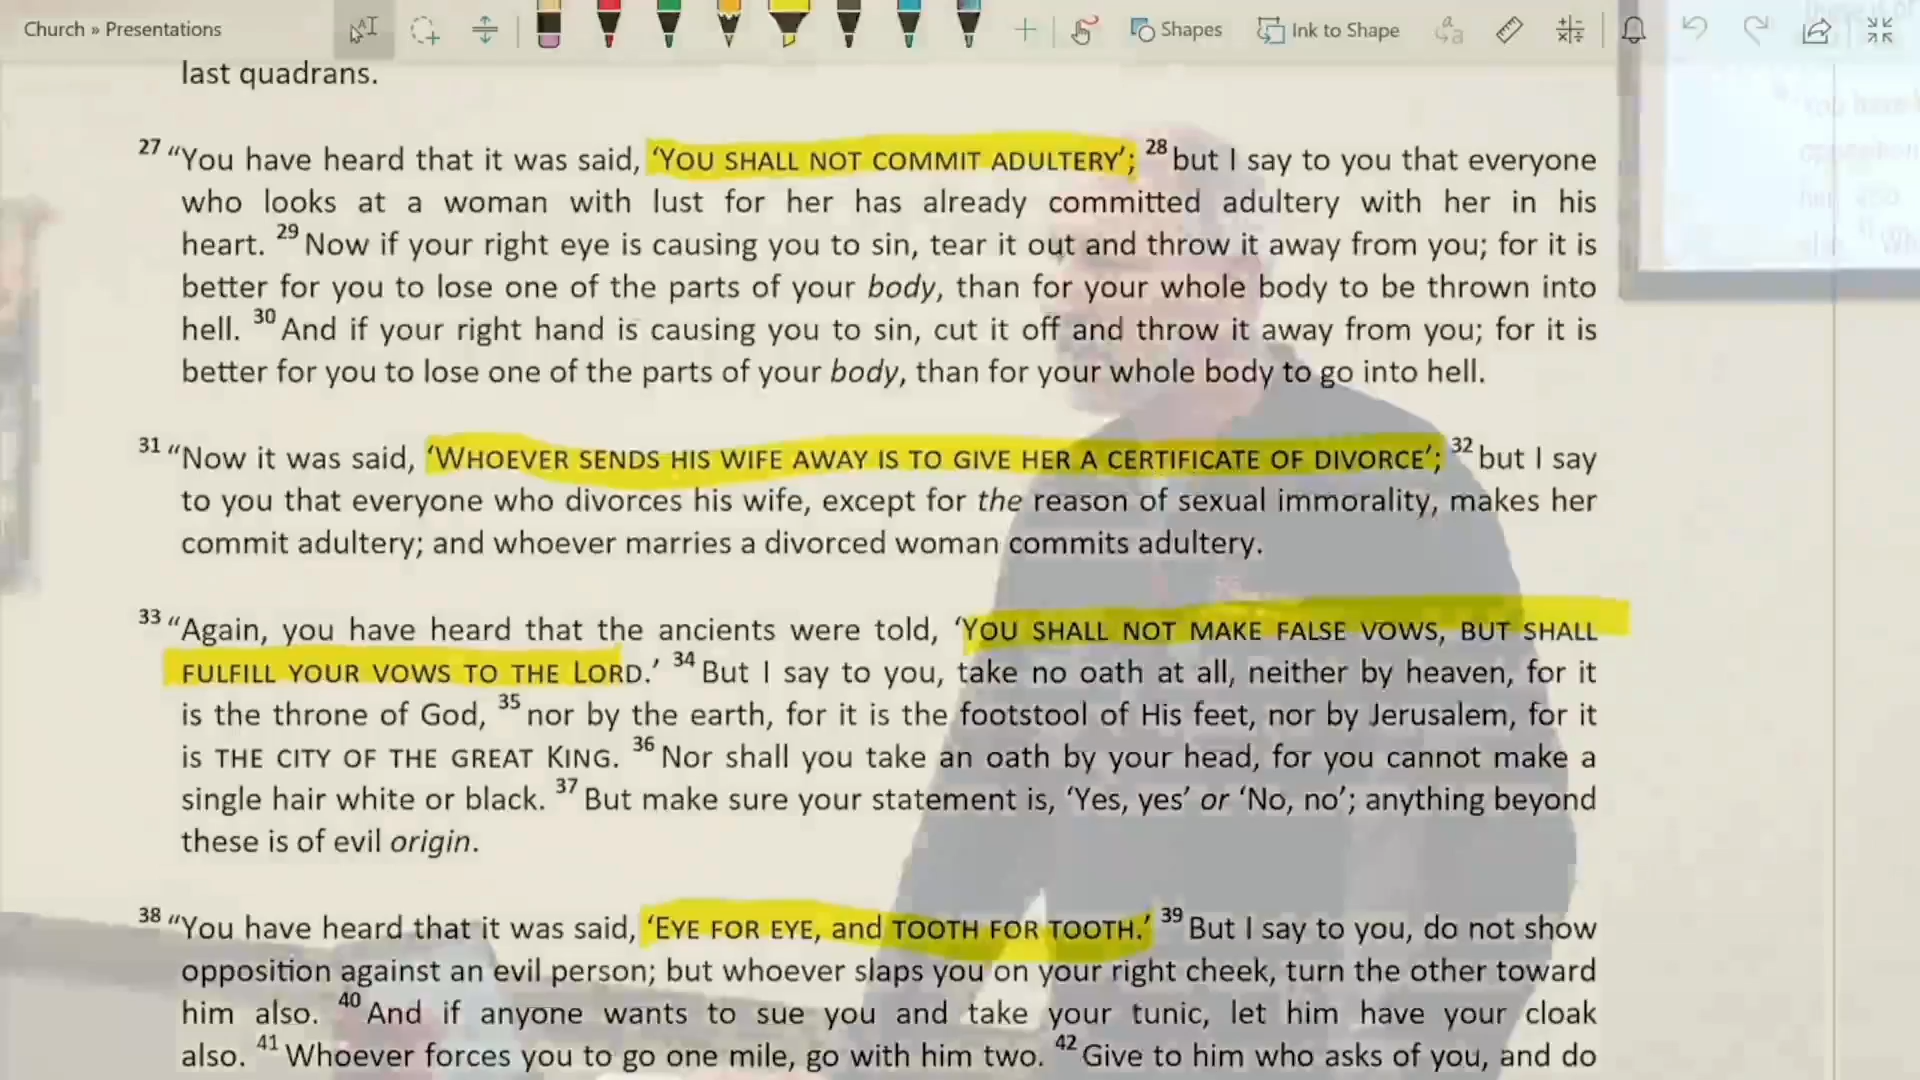 Church » Presentations
Shapes
Ink to Shape
last quadrans.
27 “You have heard that it was said, ‘YOU SHALL NOT COMMIT ADULTERY’; 28 but I say to you that everyone
who looks at a woman with lust for her has already committed adultery with her in his
heart. 29 Now if your right eye is causing you to sin, tear it out and throw it away from you; for it is
better for you to lose one of the parts of your body, than for your whole body to be thrown into
hell. 30 And if your right hand is causing you to sin, cut it off and throw it away from you; for it is
better for you to lose one of the parts of your body, than for your whole body to go into hell.
31 “Now it was said, ‘WHOEVER SENDS HIS WIFE AWAY IS TO GIVE HER A CERTIFICATE OF DIVORCE’; 32 but I say
to you that everyone who divorces his wife, except for the reason of sexual immorality, makes her
commit adultery; and whoever marries a divorced woman commits adultery.
33 “Again, you have heard that the ancients were told, ‘YOU SHALL NOT MAKE FALSE VOWS, BUT SHALL
FULFILL YOUR VOWS TO THE LORD.’ 34 But I say to you, take no oath at all, neither by heaven, for it
is the throne of God, 35 nor by the earth, for it is the footstool of His feet, nor by Jerusalem, for it
is THE CITY OF THE GREAT KING. 36 Nor shall you take an oath by your head, for you cannot make a
single hair white or black. 37 But make sure your statement is, ‘Yes, yes’ or ‘No, no’; anything beyond
these is of evil origin.
38 “You have heard that it was said, ‘EYE FOR EYE, and TOOTH FOR TOOTH.’ 39 But I say to you, do not show
opposition against an evil person; but whoever slaps you on your right cheek, turn the other toward
him also. 40 And if anyone wants to sue you and take your tunic, let him have your cloak
also. 41 Whoever forces you to go one mile, go with him two. 42 Give to him who asks of you, and do